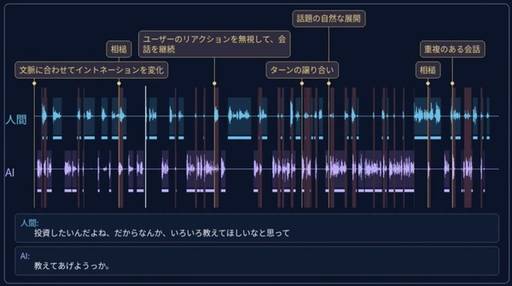 話題の自然な展開
ユーザーのリアクションを無視して、会
話を継続
相槌
重複のある会話
文脈に合わせてイントネーションを変化
ターンの譲り合い
相槌
人間
AI
人間:
投資したいんだよね、だからなんか、いろいろ教えてほしいなと思って
AI:
教えてあげようっか。